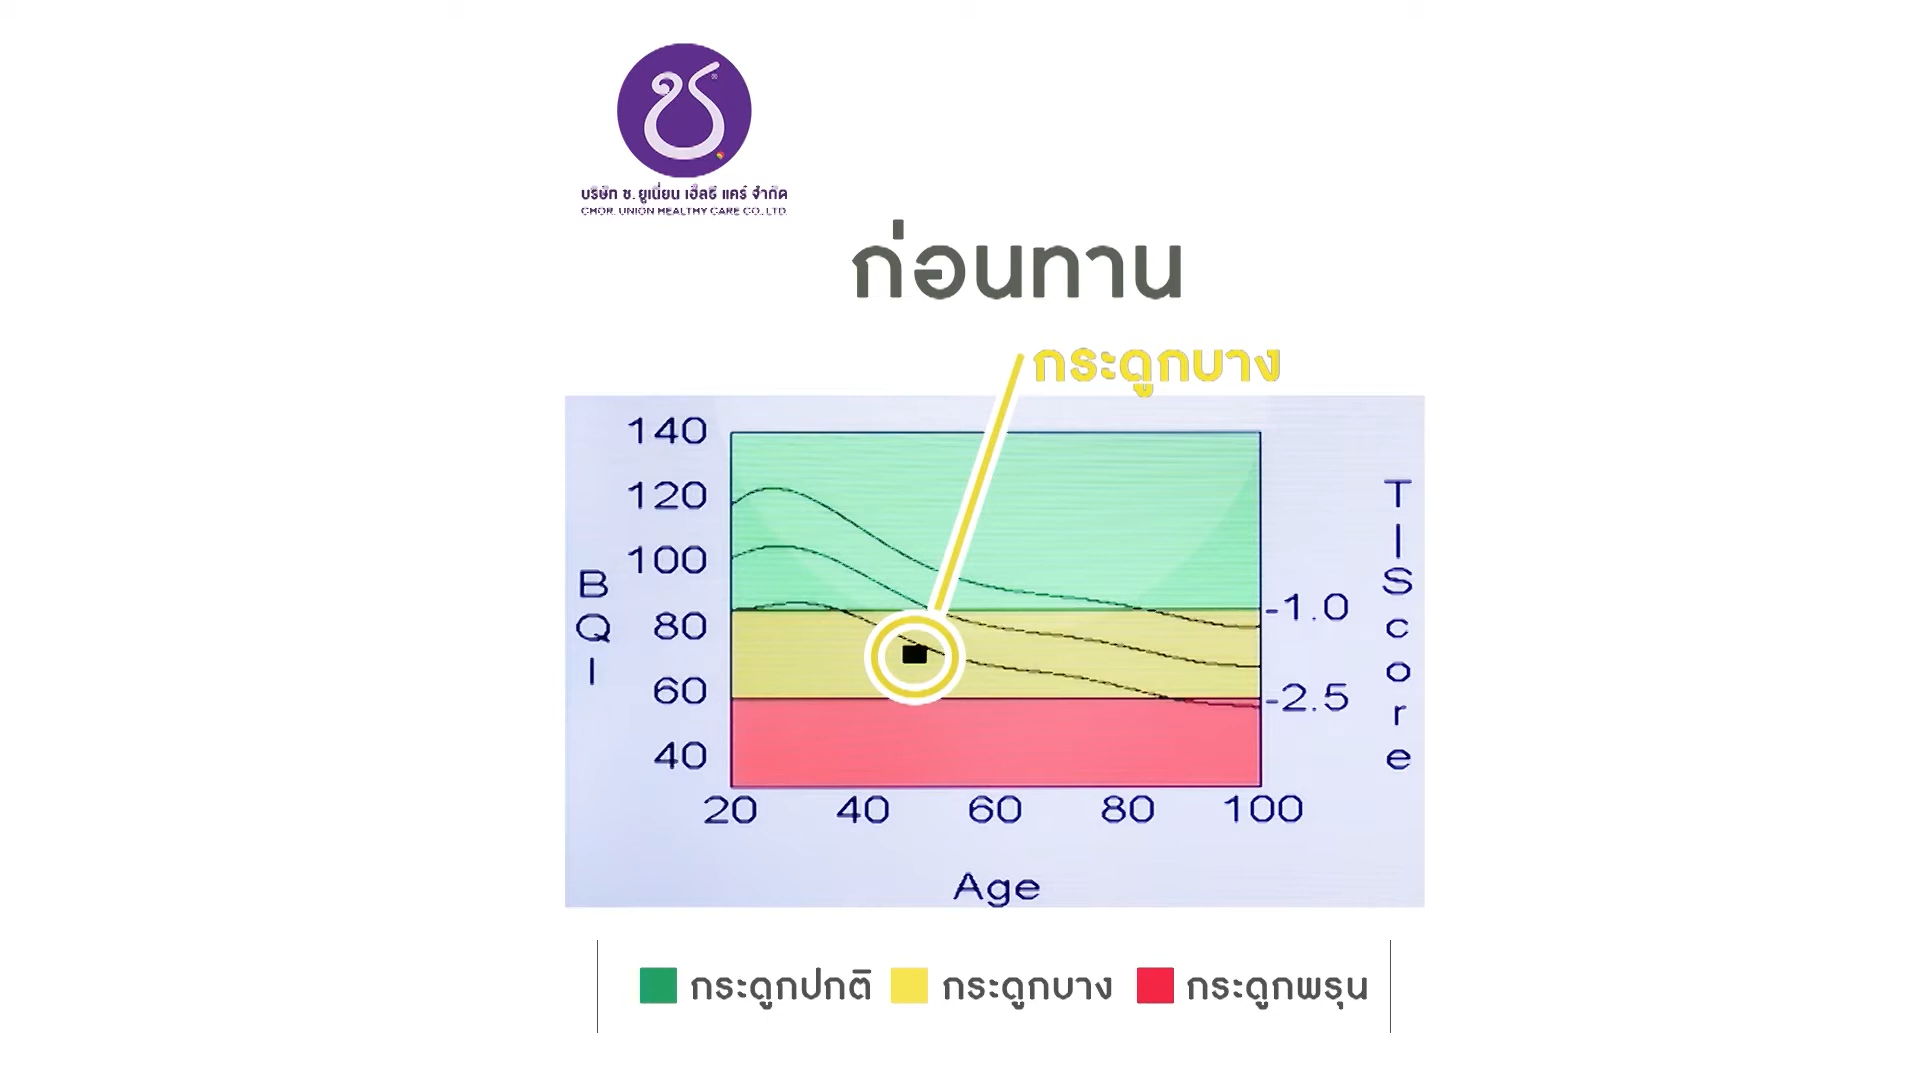 บริษัท ช. ยูเนี่ยน เฮ็ลธี แคร์ จำกัด
CHOR. UNION HEALTHY CARE CO., LTD.
ก่อนทาน
กระดูกบาง
140
120
100
80
60
40
BQI
-1.0
-2.5
T|Score
20 40 60 80 100
Age
กระดูกปกติ กระดูกบาง กระดูกพรุน